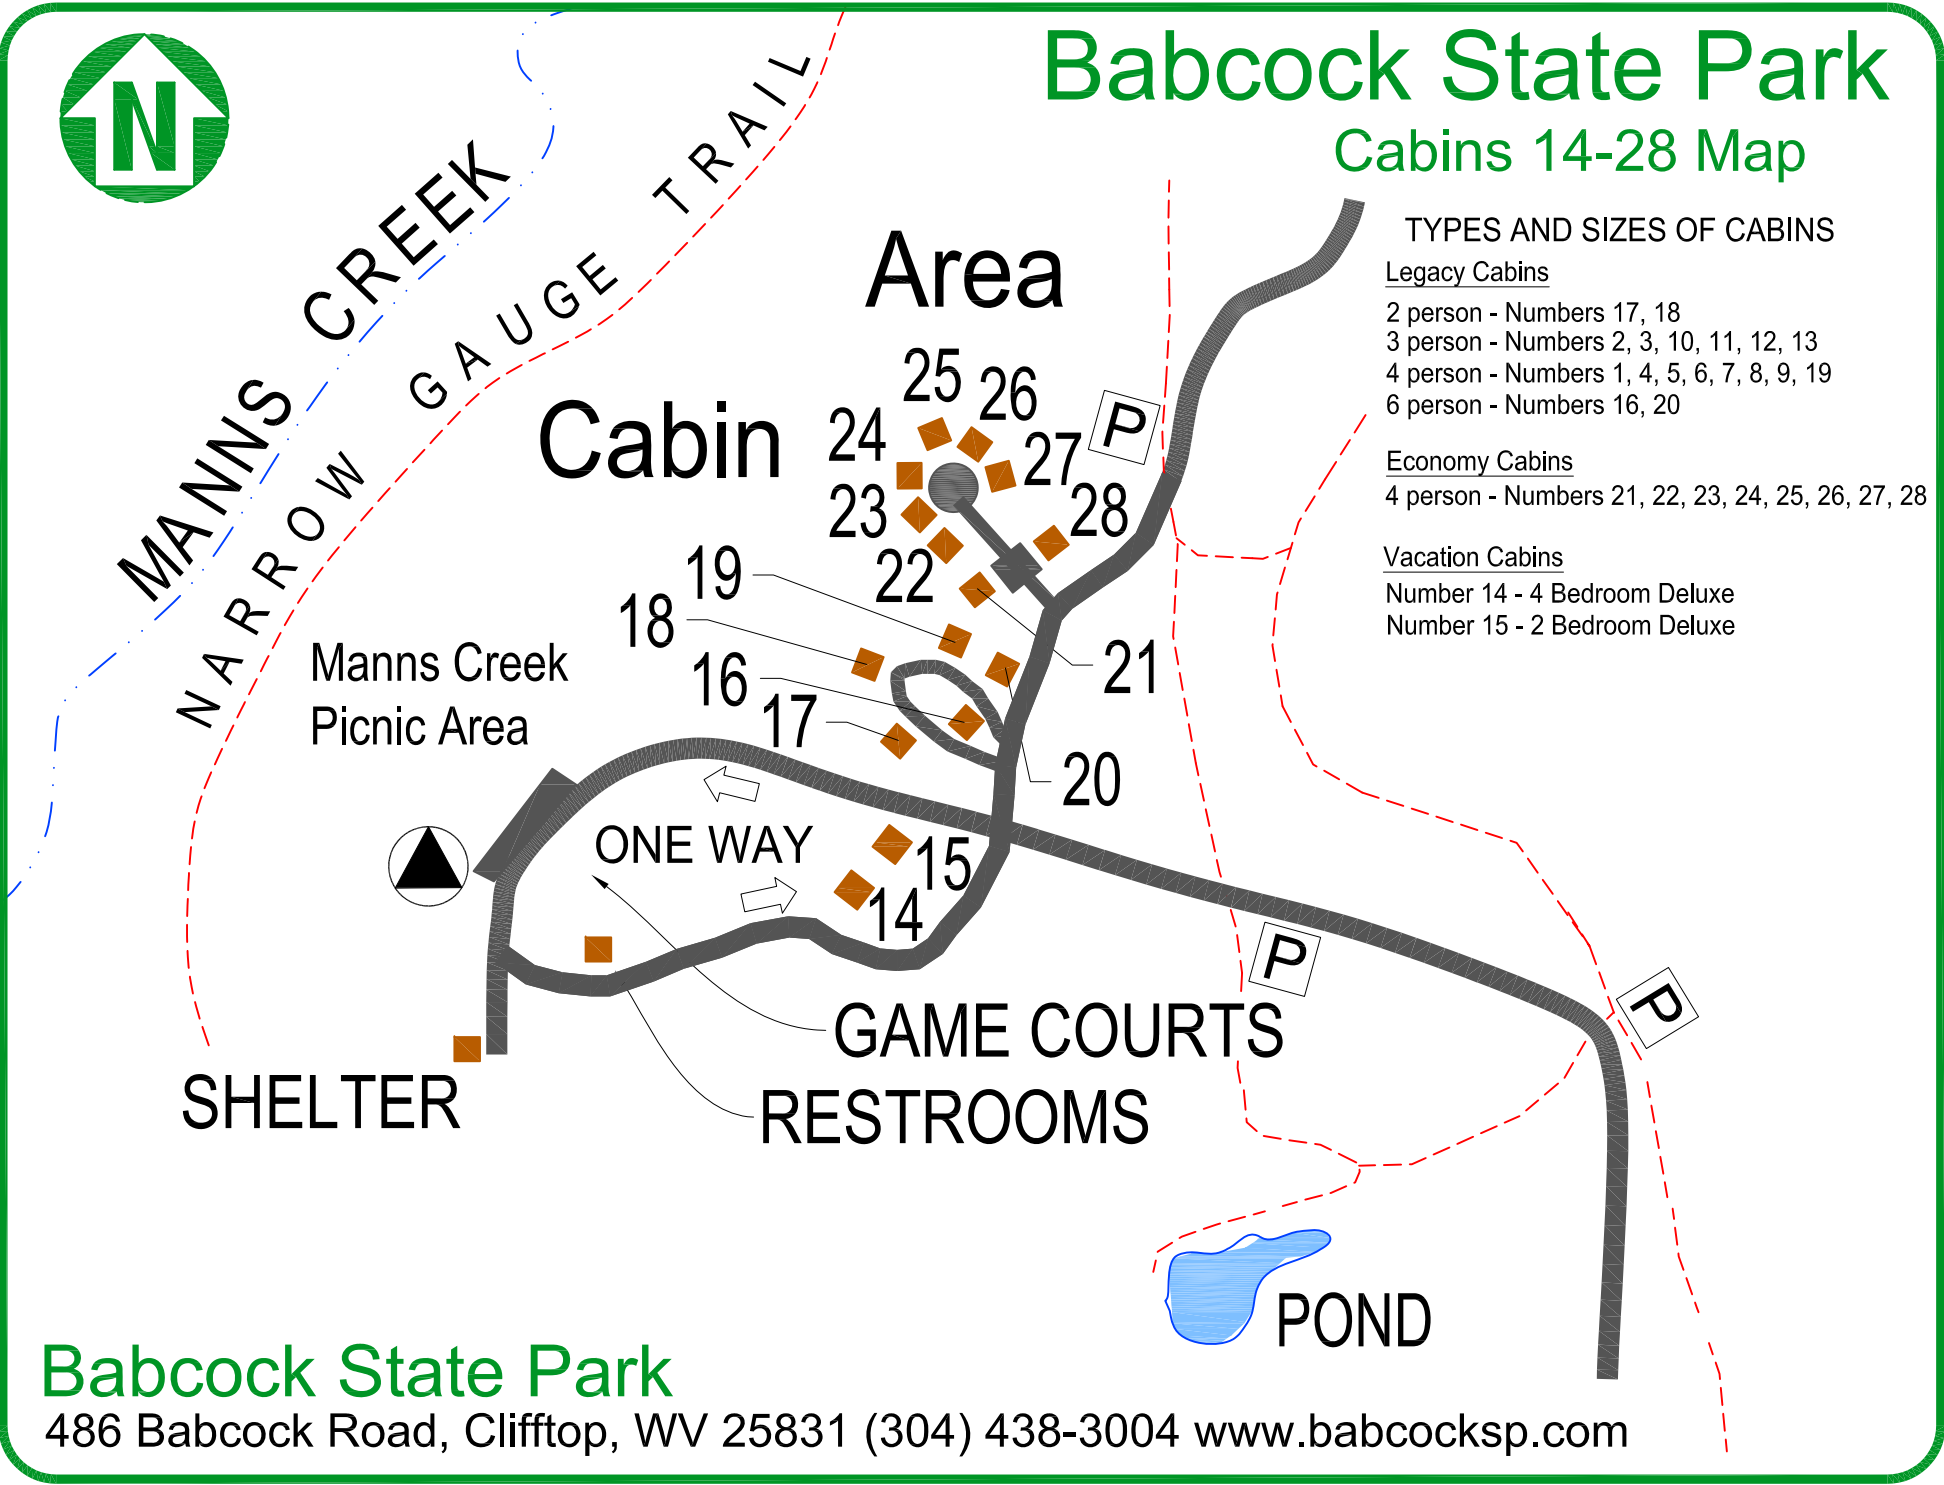 N
Babcock State Park
Cabins 14-28 Map
MANNS CREEK
NARROW GAUGE TRAIL
Cabin Area
TYPES AND SIZES OF CABINS
Legacy Cabins
2 person - Numbers 17, 18
3 person - Numbers 2, 3, 10, 11, 12, 13
4 person - Numbers 1, 4, 5, 6, 7, 8, 9, 19
6 person - Numbers 16, 20
Economy Cabins
4 person - Numbers 21, 22, 23, 24, 25, 26, 27, 28
Vacation Cabins
Number 14 - 4 Bedroom Deluxe
Number 15 - 2 Bedroom Deluxe
25
26
24
27
P
23
28
22
19
18
21
16
17
20
Manns Creek
Picnic Area
ONE WAY
15
14
P
P
GAME COURTS
SHELTER
RESTROOMS
POND
Babcock State Park
486 Babcock Road, Clifftop, WV 25831 (304) 438-3004 www.babcocksp.com